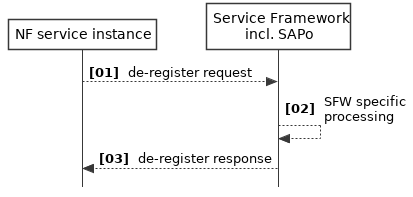 NF service instance
Service Framework
incl. SAPo
[01] de-register request
[02] SFW specific
processing
[03] de-register response